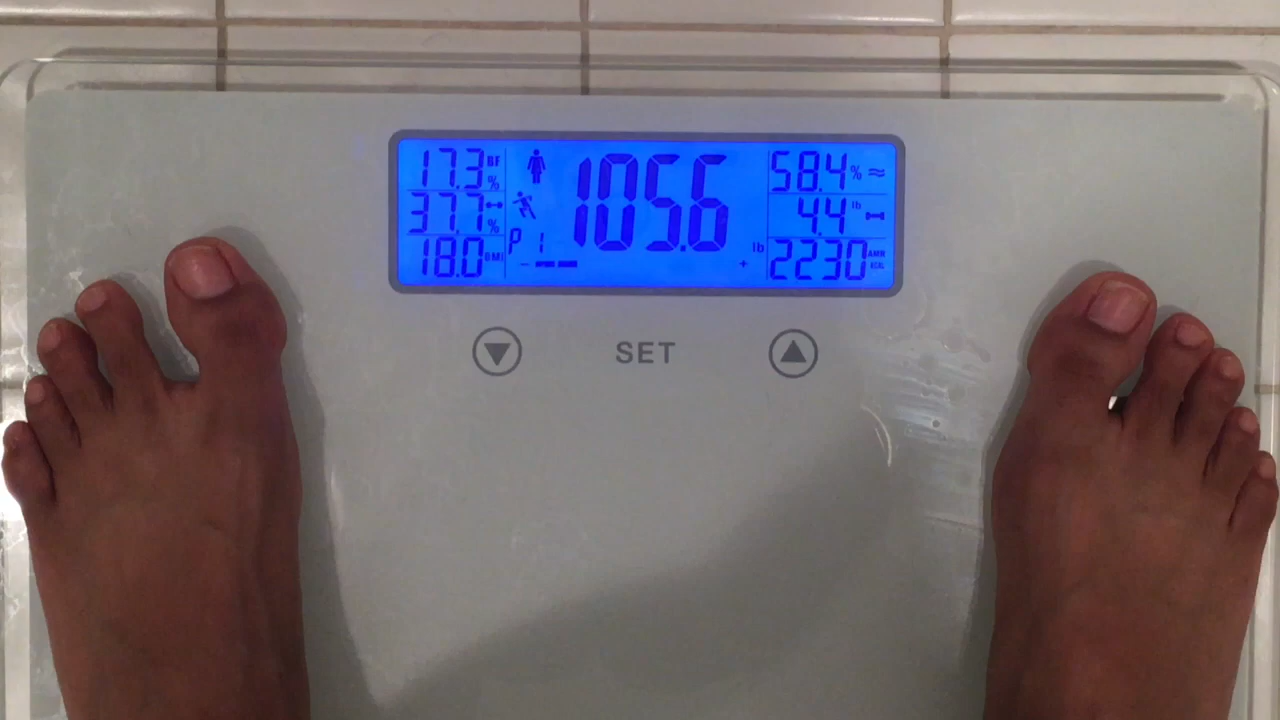 17.3 BF %
37.7 %
18.0 BMI
P 1
105.6 lb
- +
58.4 %
4.4 lb
2230 AMR KCAL
SET